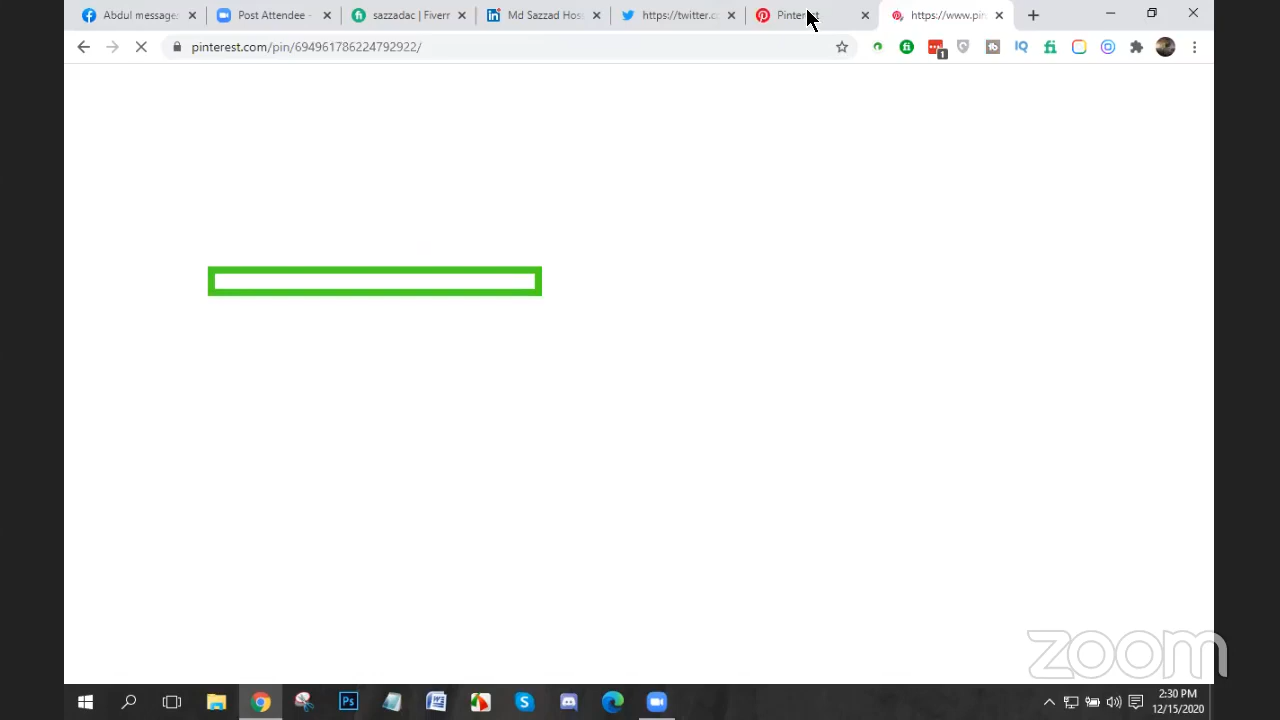 Abdul message
Post Attendee -
sazzadac | Fiverr
Md Sazzad Hos
https://twitter.c
Pinterest
https://www.pin
pinterest.com/pin/694961786224792922/
1
zoom
2:30 PM
12/15/2020